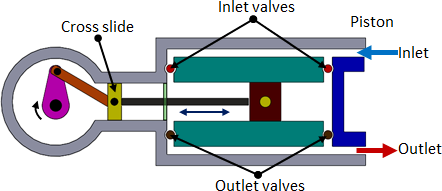 Inlet valves
Piston
Cross slide
Inlet
Outlet
Outlet valves